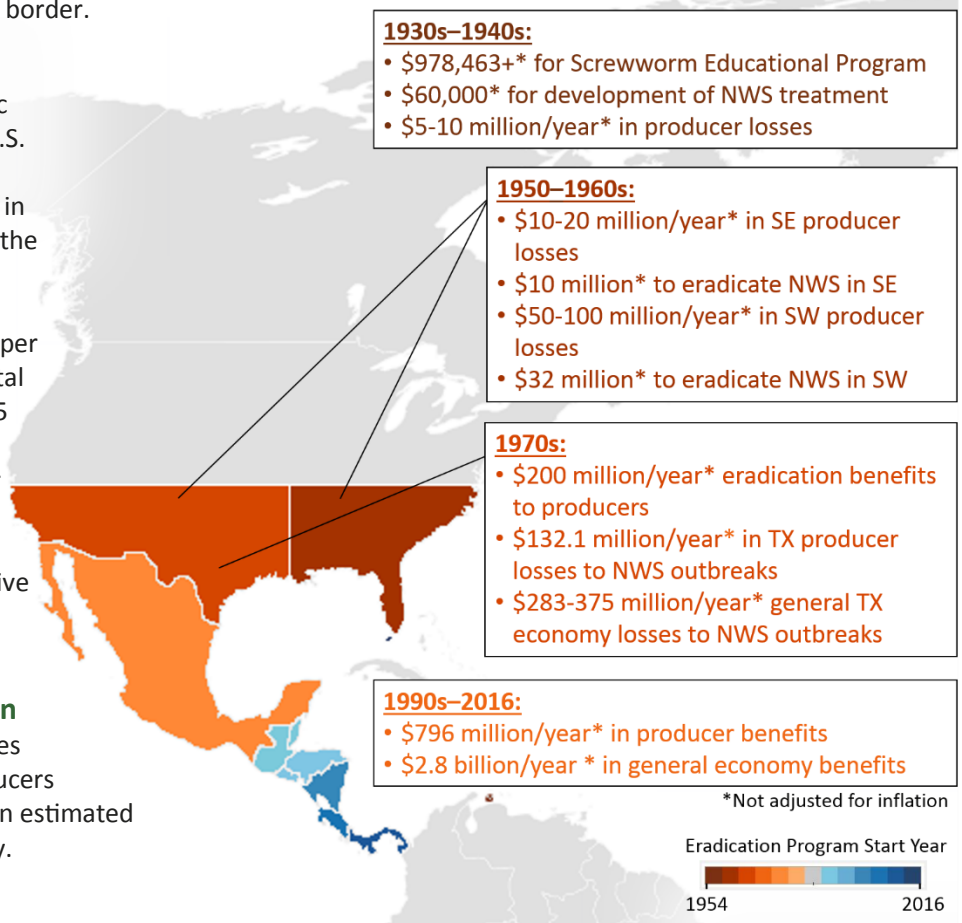 border.
c
.S.
in
the
per
tal
5
ive
n
es
ucers
n estimated
y.
1930s–1940s:
• $978,463+* for Screwworm Educational Program
• $60,000* for development of NWS treatment
• $5-10 million/year* in producer losses
1950–1960s:
• $10-20 million/year* in SE producer
losses
• $10 million* to eradicate NWS in SE
• $50-100 million/year* in SW producer
losses
• $32 million* to eradicate NWS in SW
1970s:
• $200 million/year* eradication benefits
to producers
• $132.1 million/year* in TX producer
losses to NWS outbreaks
• $283-375 million/year* general TX
economy losses to NWS outbreaks
1990s–2016:
• $796 million/year* in producer benefits
• $2.8 billion/year * in general economy benefits
*Not adjusted for inflation
Eradication Program Start Year
1954 2016